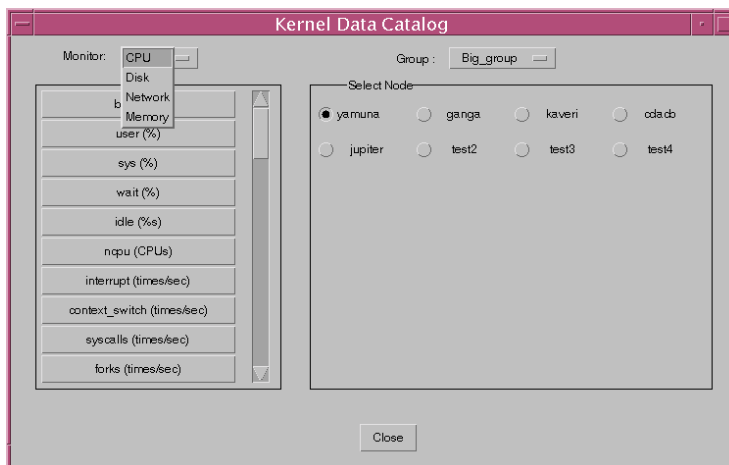 Kernel Data Catalog
Monitor: CPU
Disk
Network
Memory
Group : Big_group
user (%)
sys (%)
wait (%)
idle (%s)
ncpu (CPUs)
interrupt (times/sec)
context_switch (times/sec)
syscalls (times/sec)
forks (times/sec)
Select Node
yamuna ganga kaveri cdacb
jupiter test2 test3 test4
Close